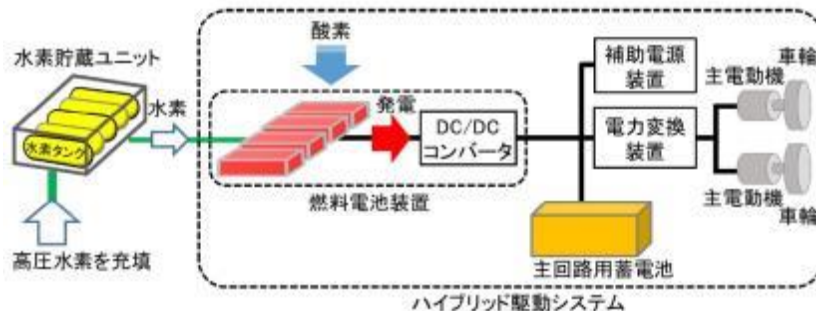 酸素
水素貯蔵ユニット
水素
水素タンク
高圧水素を充填
発電
DC/DC
コンバータ
燃料電池装置
補助電源
装置
電力変換
装置
主電動機
車輪
主電動機
車輪
主回路用蓄電池
ハイブリッド駆動システム